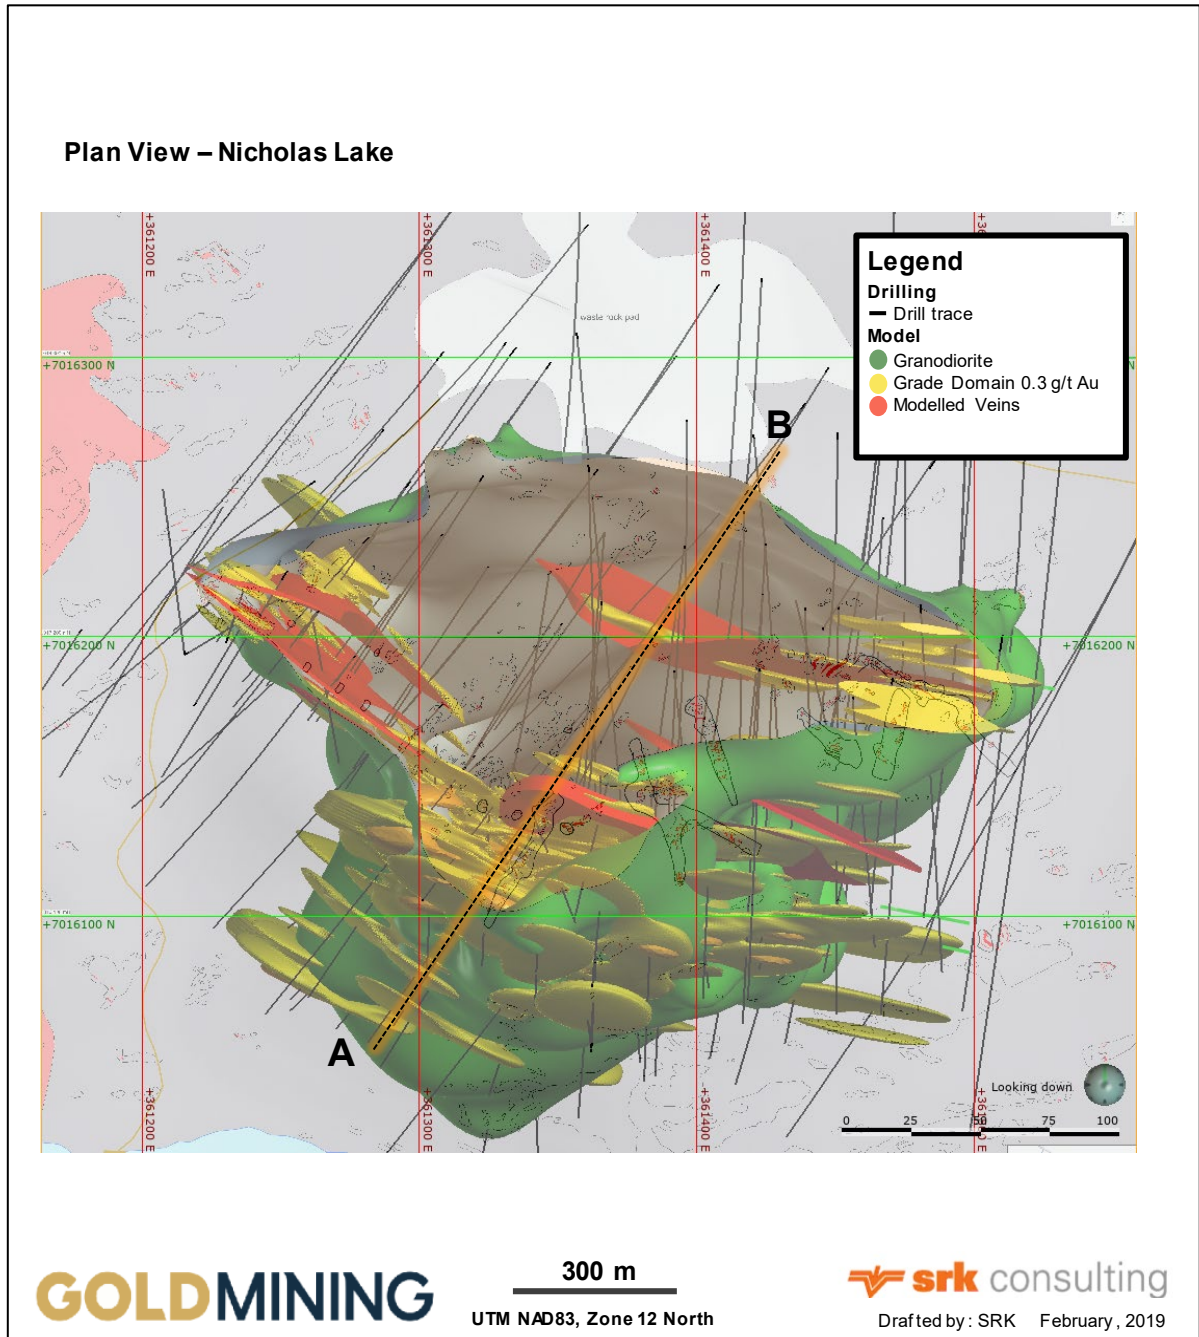 Plan View – Nicholas Lake
+361200 E
+361300 E
+361400 E
Legend
Drilling
Drill trace
Model
Granodiorite
Grade Domain 0.3 g/t Au
Modelled Veins
waste rock pad
+7016300 N
N
B
+7016200 N
+7016200 N
+7016100 N
+7016100 N
A
Looking down
+361200 E
+361300 E
+361400 E
0 25 50 75 100
GOLDMINING
300 m
UTM NAD83, Zone 12 North
srk consulting
Drafted by: SRK February, 2019